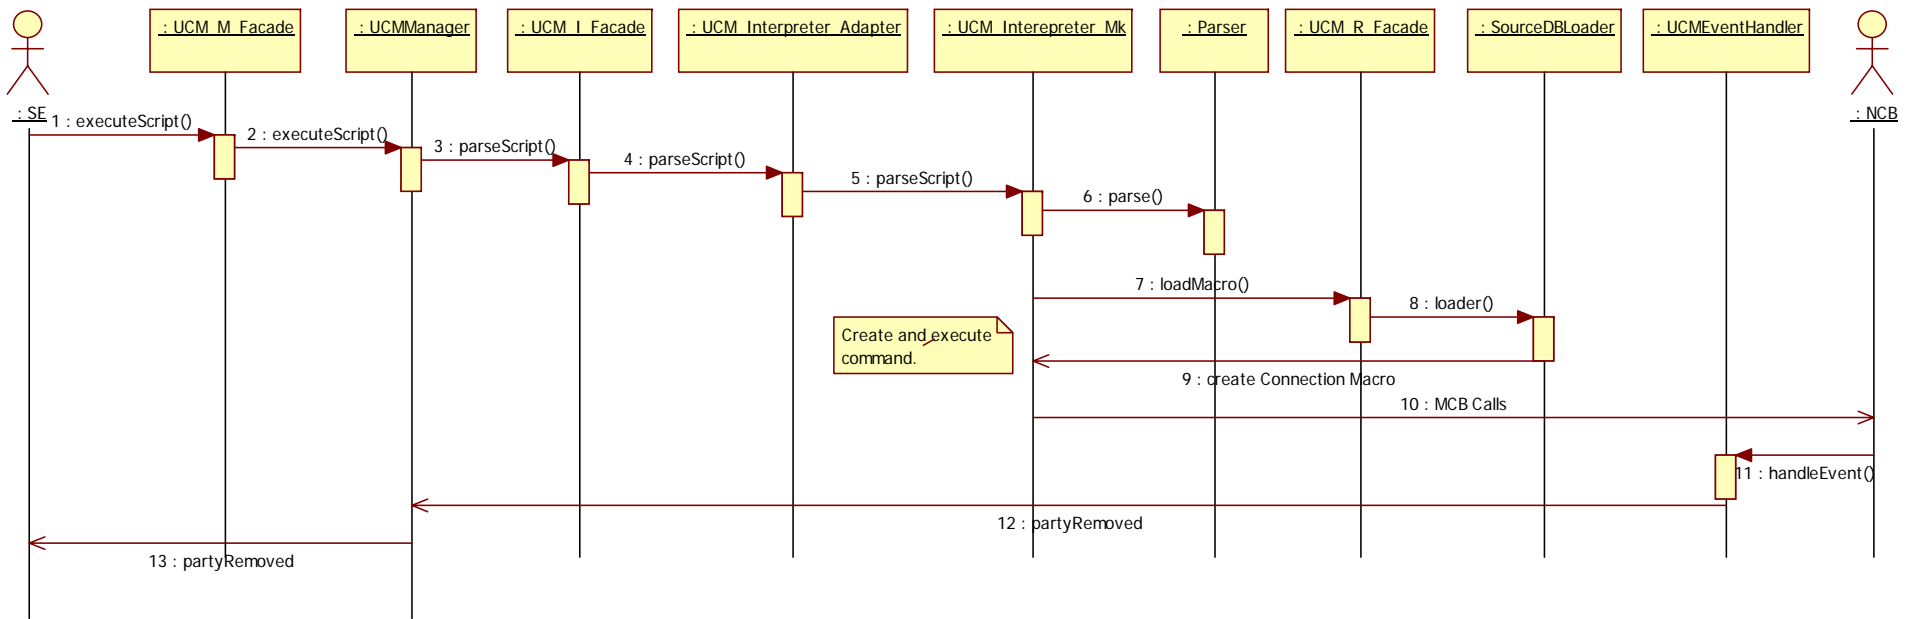 : UCM_M_Facade
: UCMManager
: UCM_I_Facade
: UCM_Interpreter_Adapter
: UCM_Interepreter_Mk
: Parser
: UCM_R_Facade
: SourceDBLoader
: UCMEventHandler
: SE
: NCB
1 : executeScript()
2 : executeScript()
3 : parseScript()
4 : parseScript()
5 : parseScript()
6 : parse()
7 : loadMacro()
8 : loader()
Create and execute
command.
9 : create Connection Macro
10 : MCB Calls
11 : handleEvent()
12 : partyRemoved
13 : partyRemoved